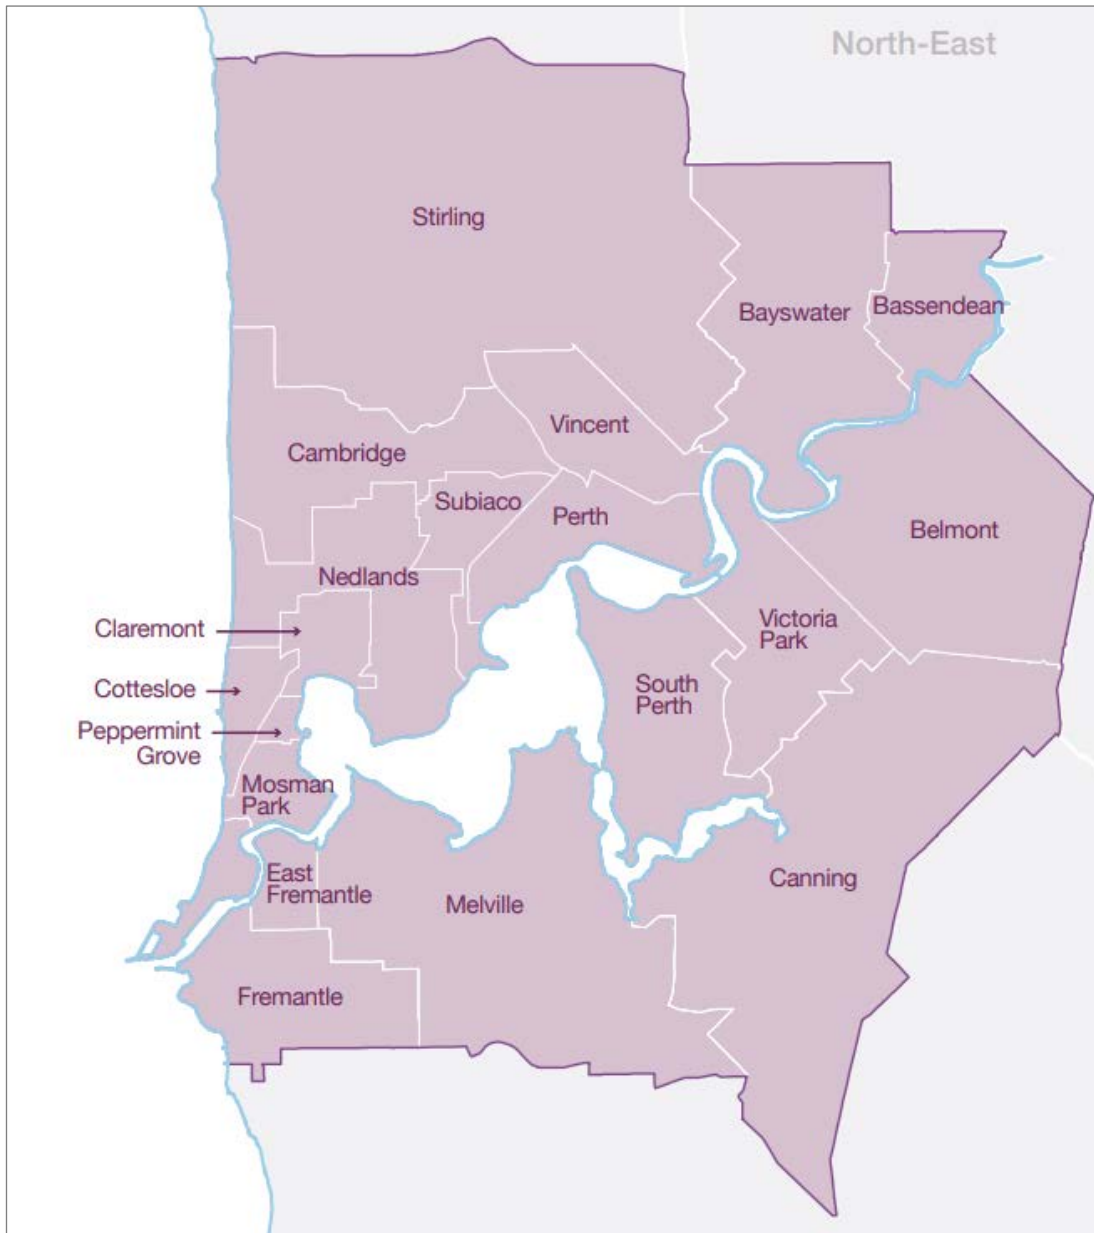 North-East
Stirling
Bayswater
Bassendean
Vincent
Cambridge
Subiaco
Perth
Belmont
Nedlands
Claremont
Victoria
Park
Cottesloe
South
Perth
Peppermint
Grove
Mosman
Park
East
Fremantle
Canning
Melville
Fremantle